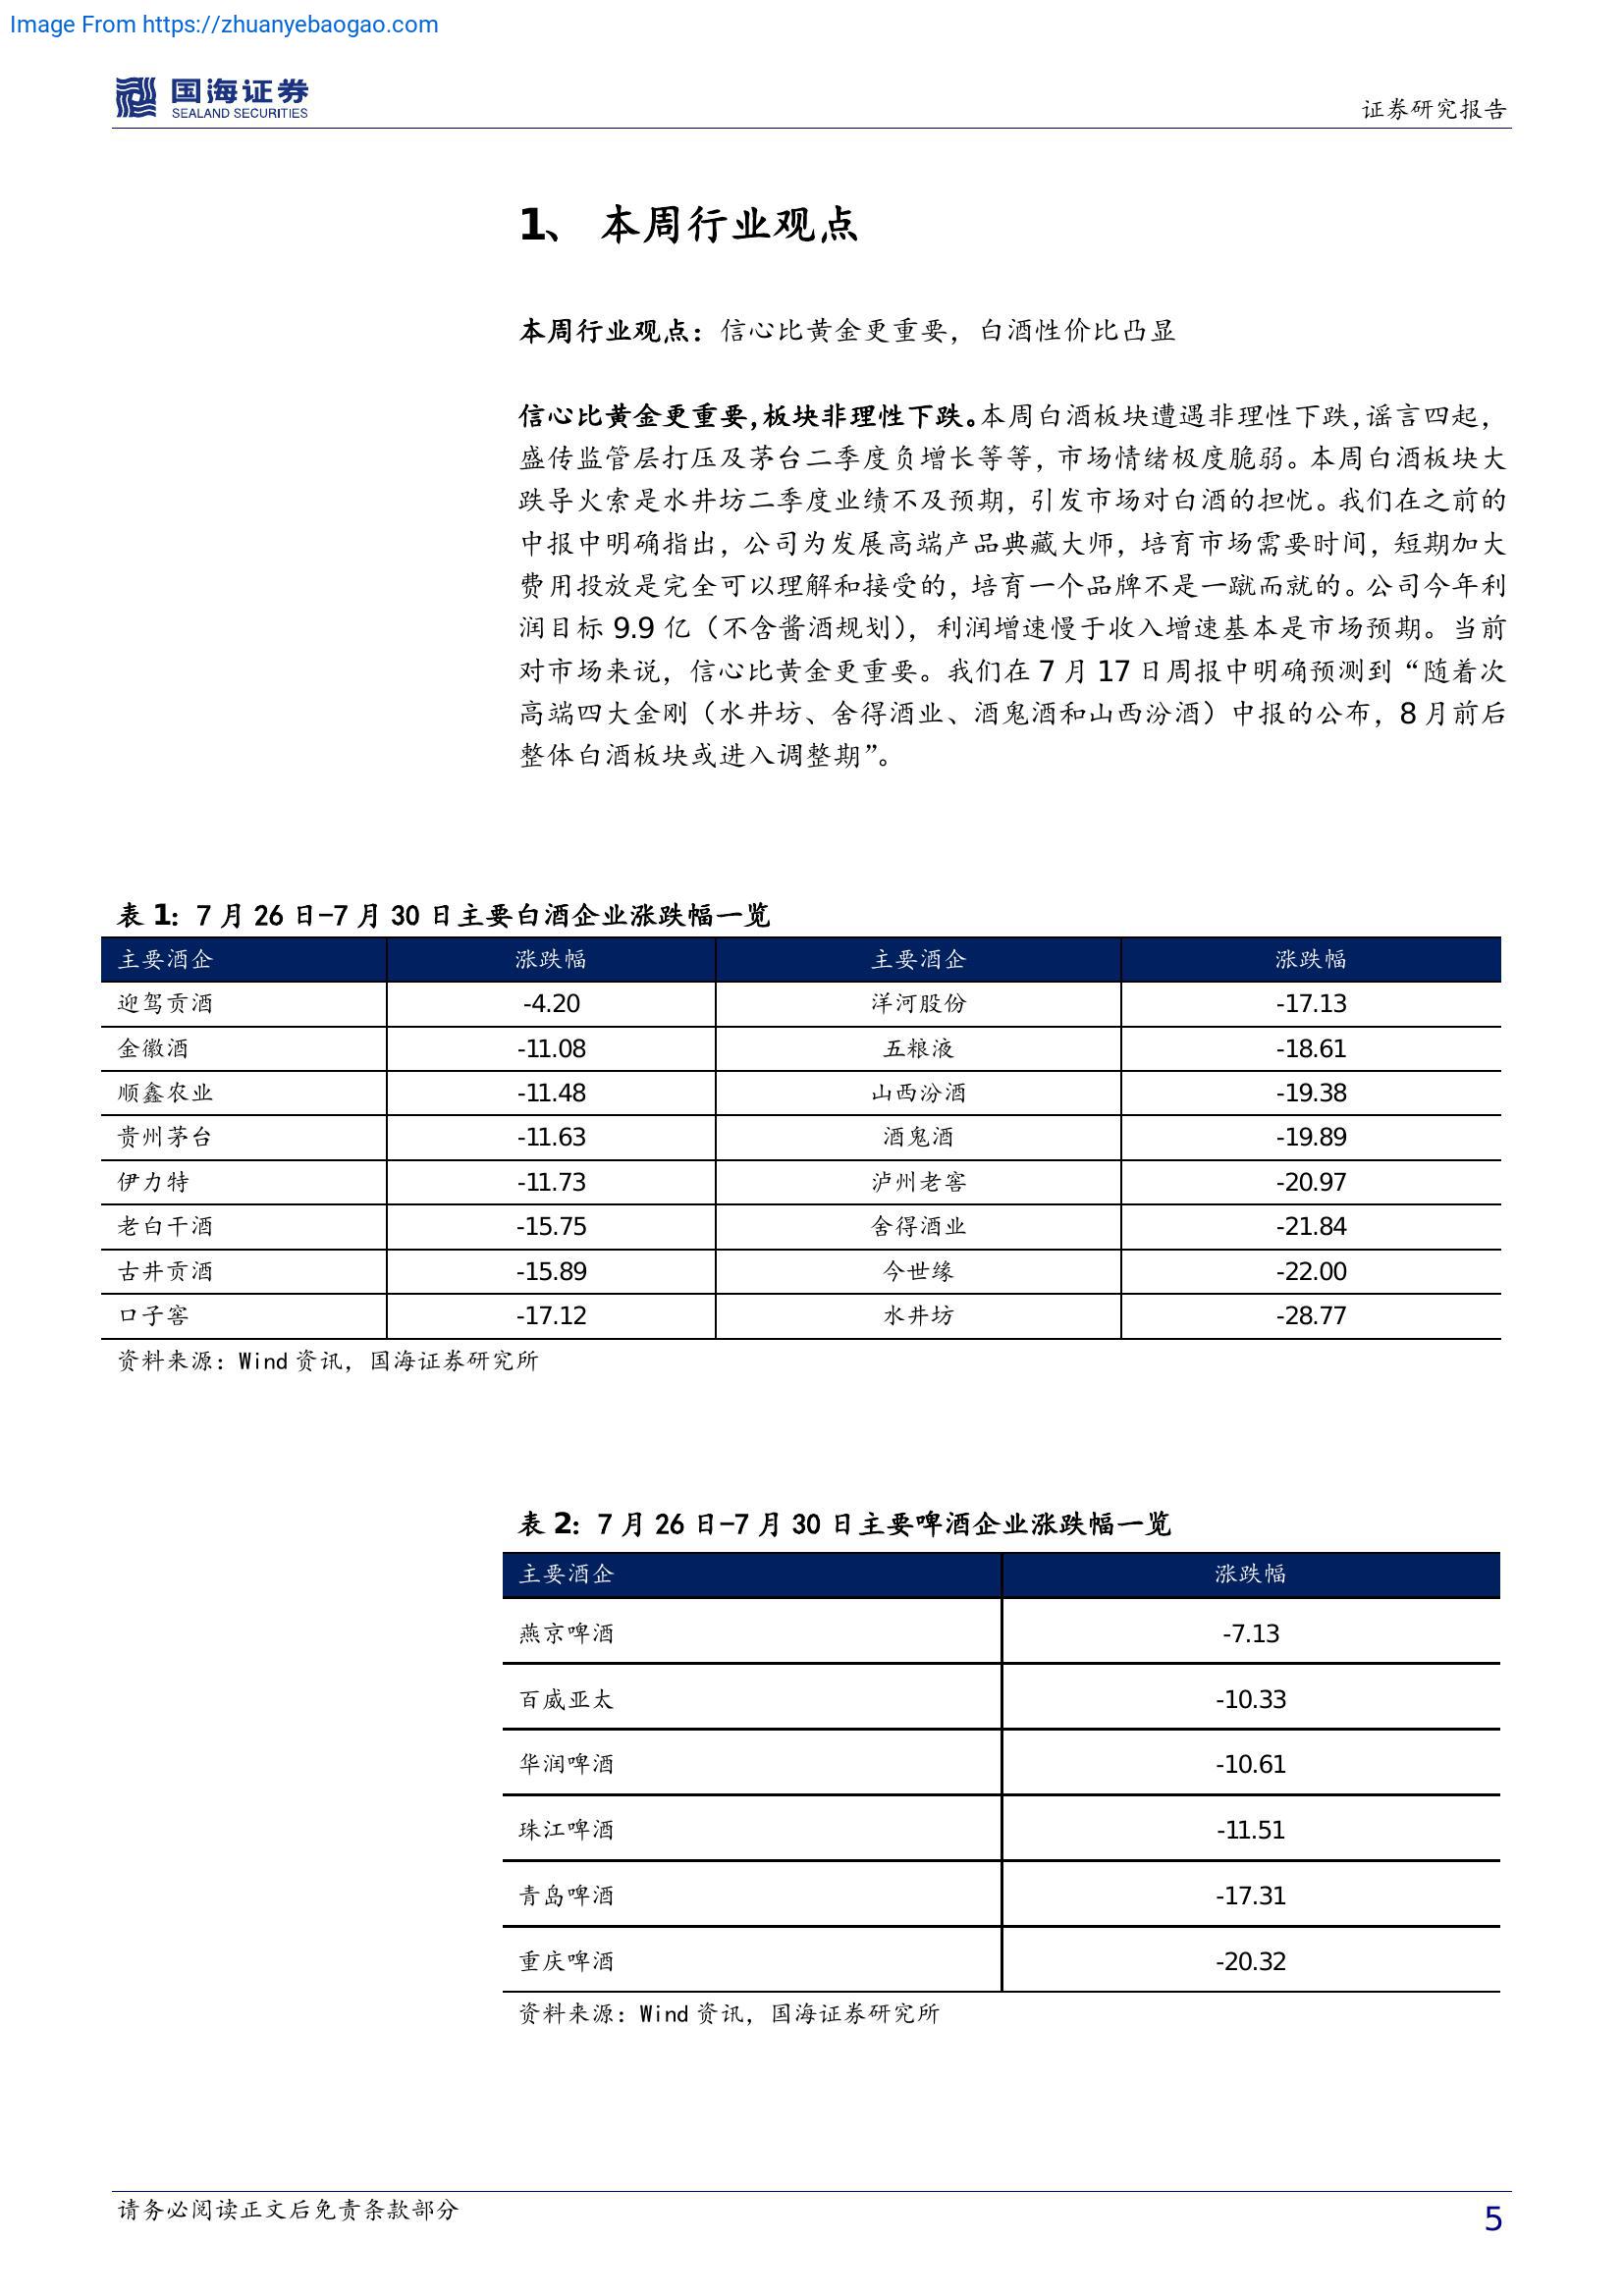 Image From https://zhuanyebaogao.com
国海证券
SEALAND SECURITIES
证券研究报告
1、 本周行业观点
本周行业观点：信心比黄金更重要，白酒性价比凸显
信心比黄金更重要，板块非理性下跌。本周白酒板块遭遇非理性下跌，谣言四起，
盛传监管层打压及茅台二季度负增长等等，市场情绪极度脆弱。本周白酒板块大
跌导火索是水井坊二季度业绩不及预期，引发市场对白酒的担忧。我们在之前的
中报中明确指出，公司为发展高端产品典藏大师，培育市场需要时间，短期加大
费用投放是完全可以理解和接受的，培育一个品牌不是一蹴而就的。公司今年利
润目标 9.9 亿（不含酱酒规划），利润增速慢于收入增速基本是市场预期。当前
对市场来说，信心比黄金更重要。我们在 7 月 17 日周报中明确预测到“随着次
高端四大金刚（水井坊、舍得酒业、酒鬼酒和山西汾酒）中报的公布，8 月前后
整体白酒板块或进入调整期”。
表 1：7 月 26 日-7 月 30 日主要白酒企业涨跌幅一览
主要酒企 涨跌幅 主要酒企 涨跌幅
迎驾贡酒 -4.20 洋河股份 -17.13
金徽酒 -11.08 五粮液 -18.61
顺鑫农业 -11.48 山西汾酒 -19.38
贵州茅台 -11.63 酒鬼酒 -19.89
伊力特 -11.73 泸州老窖 -20.97
老白干酒 -15.75 舍得酒业 -21.84
古井贡酒 -15.89 今世缘 -22.00
口子窖 -17.12 水井坊 -28.77
资料来源：Wind 资讯，国海证券研究所
表 2：7 月 26 日-7 月 30 日主要啤酒企业涨跌幅一览
主要酒企 涨跌幅
燕京啤酒 -7.13
百威亚太 -10.33
华润啤酒 -10.61
珠江啤酒 -11.51
青岛啤酒 -17.31
重庆啤酒 -20.32
资料来源：Wind 资讯，国海证券研究所
请务必阅读正文后免责条款部分
5